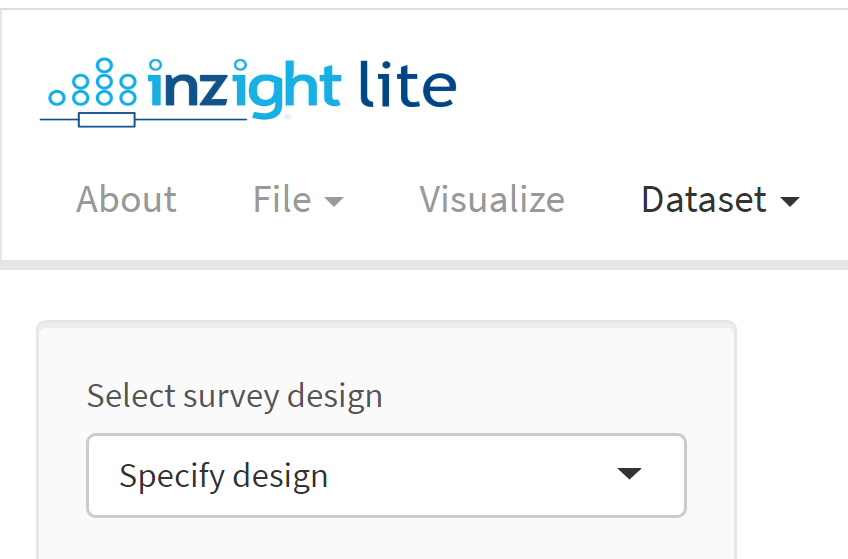 inzight lite
About File Visualize Dataset
Select survey design
Specify design